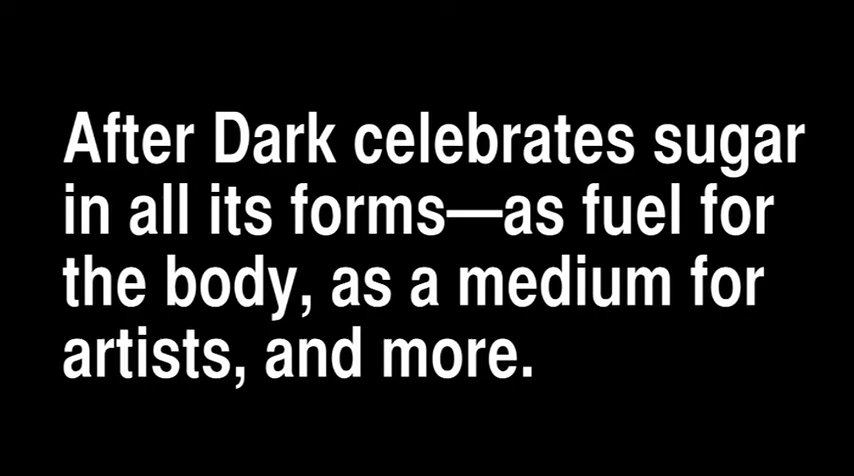 After Dark celebrates sugar
in all its forms—as fuel for
the body, as a medium for
artists, and more.